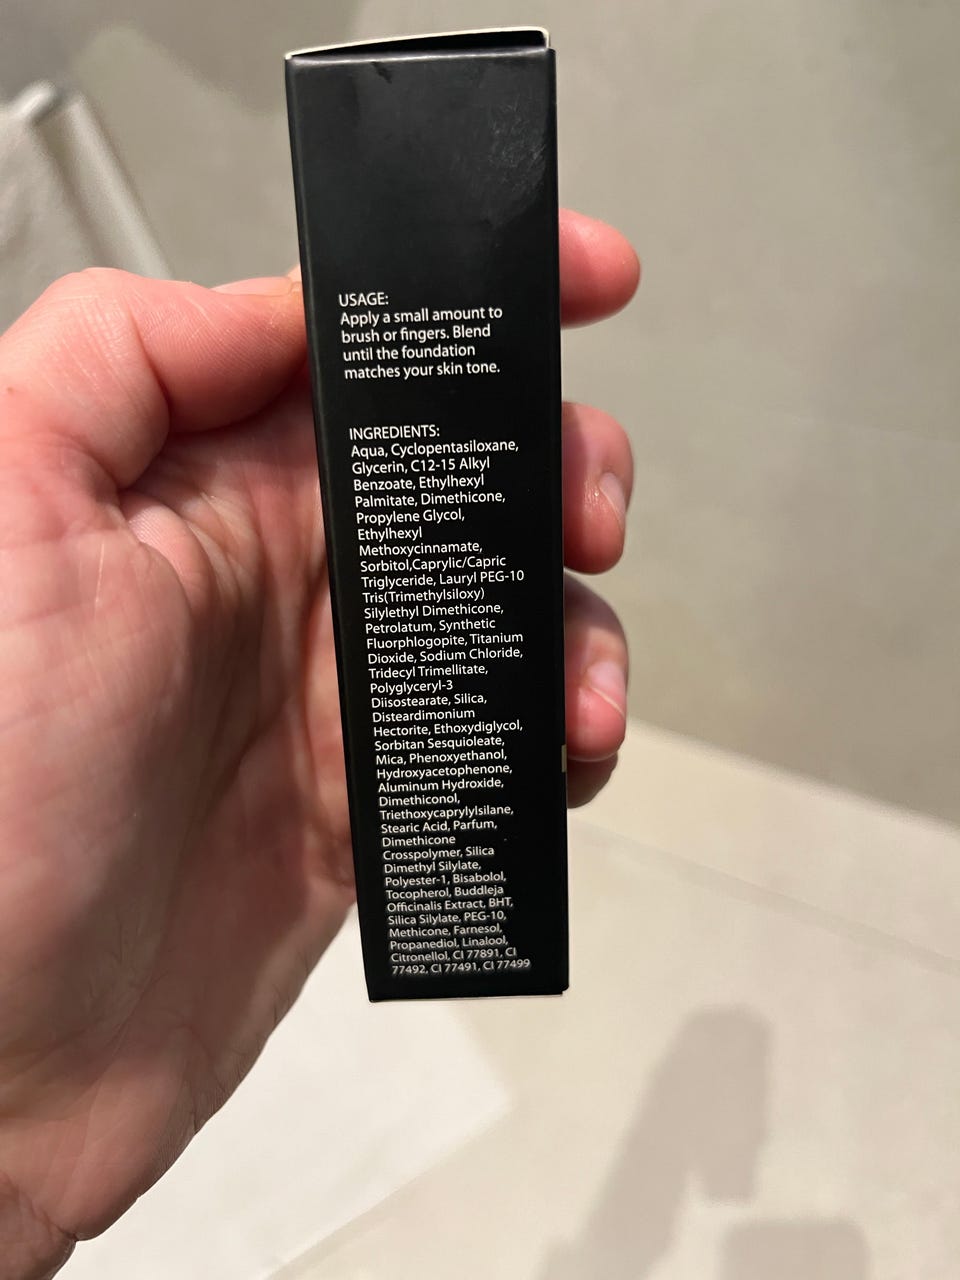 USAGE:
Apply a small amount to
brush or fingers. Blend
until the foundation
matches your skin tone.
INGREDIENTS:
Aqua, Cyclopentasiloxane,
Glycerin, C12-15 Alkyl
Benzoate, Ethylhexyl
Palmitate, Dimethicone,
Propylene Glycol,
Ethylhexyl
Methoxycinnamate,
Sorbitol,Caprylic/Capric
Triglyceride, Lauryl PEG-10
Tris(Trimethylsiloxy)
Silylethyl Dimethicone,
Petrolatum, Synthetic
Fluorphlogopite, Titanium
Dioxide, Sodium Chloride,
Tridecyl Trimellitate,
Polyglyceryl-3
Diisostearate, Silica,
Disteardimonium
Hectorite, Ethoxydiglycol,
Sorbitan Sesquioleate,
Mica, Phenoxyethanol,
Hydroxyacetophenone,
Aluminum Hydroxide,
Dimethiconol,
Triethoxycaprylylsilane,
Stearic Acid, Parfum,
Dimethicone
Crosspolymer, Silica
Dimethyl Silylate,
Polyester-1, Bisabolol,
Tocopherol, Buddleja
Officinalis Extract, BHT,
Silica Silylate, PEG-10,
Methicone, Farnesol,
Propanediol, Linalool,
Citronellol, CI 77891, CI
77492, CI 77491, CI 77499